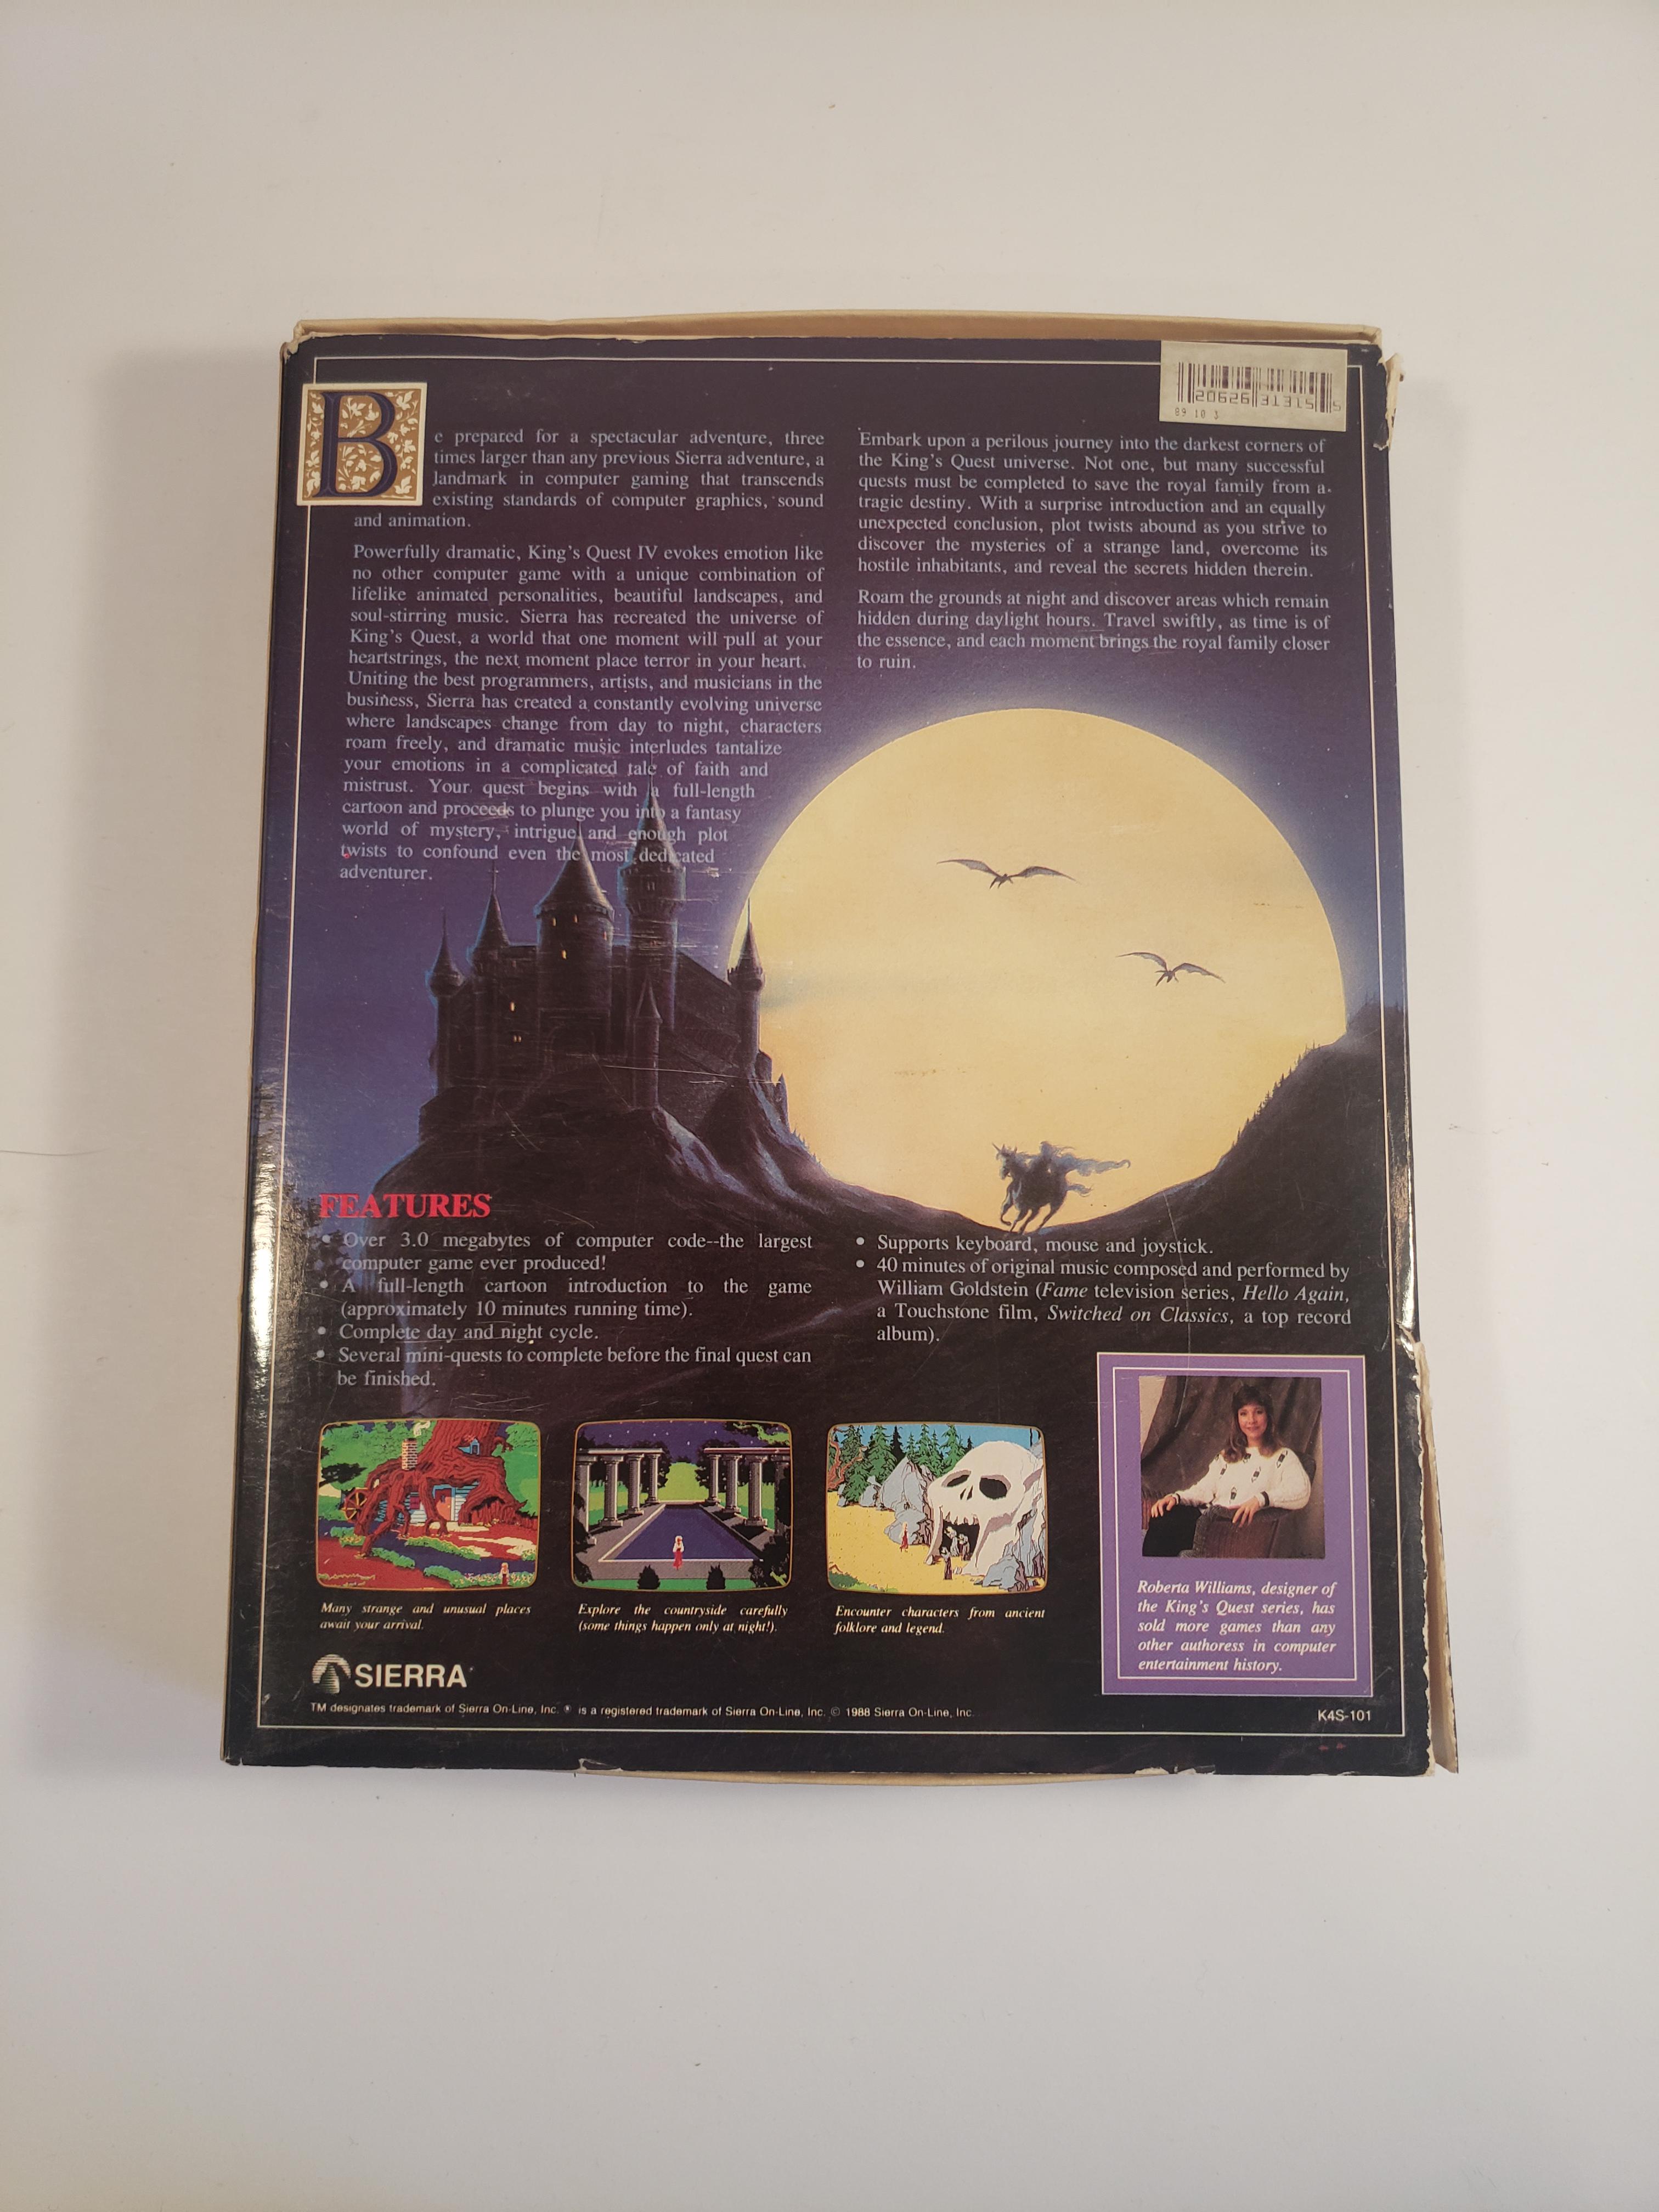 20626 31315 5
89 10 3
Be prepared for a spectacular adventure, three
times larger than any previous Sierra adventure, a
landmark in computer gaming that transcends
existing standards of computer graphics, sound
and animation.
Powerfully dramatic, King's Quest IV evokes emotion like
no other computer game with a unique combination of
lifelike animated personalities, beautiful landscapes, and
soul-stirring music. Sierra has recreated the universe of
King's Quest, a world that one moment will pull at your
heartstrings, the next moment place terror in your heart.
Uniting the best programmers, artists, and musicians in the
business, Sierra has created a constantly evolving universe
where landscapes change from day to night, characters
roam freely, and dramatic music interludes tantalize
your emotions in a complicated tale of faith and
mistrust. Your quest begins with a full-length
cartoon and proceeds to plunge you into a fantasy
world of mystery, intrigue and enough plot
twists to confound even the most dedicated
adventurer.
Embark upon a perilous journey into the darkest corners of
the King's Quest universe. Not one, but many successful
quests must be completed to save the royal family from a
tragic destiny. With a surprise introduction and an equally
unexpected conclusion, plot twists abound as you strive to
discover the mysteries of a strange land, overcome its
hostile inhabitants, and reveal the secrets hidden therein.
Roam the grounds at night and discover areas which remain
hidden during daylight hours. Travel swiftly, as time is of
the essence, and each moment brings the royal family closer
to ruin.
FEATURES
• Over 3.0 megabytes of computer code--the largest
computer game ever produced!
• A full-length cartoon introduction to the game
(approximately 10 minutes running time).
• Complete day and night cycle.
• Several mini-quests to complete before the final quest can
be finished.
• Supports keyboard, mouse and joystick.
• 40 minutes of original music composed and performed by
William Goldstein (Fame television series, Hello Again,
a Touchstone film, Switched on Classics, a top record
album).
Many strange and unusual places
await your arrival.
Explore the countryside carefully
(some things happen only at night!).
Encounter characters from ancient
folklore and legend.
Roberta Williams, designer of
the King's Quest series, has
sold more games than any
other authoress in computer
entertainment history.
SIERRA
TM designates trademark of Sierra On-Line, Inc. ® is a registered trademark of Sierra On-Line, Inc. © 1988 Sierra On-Line, Inc.
K4S-101